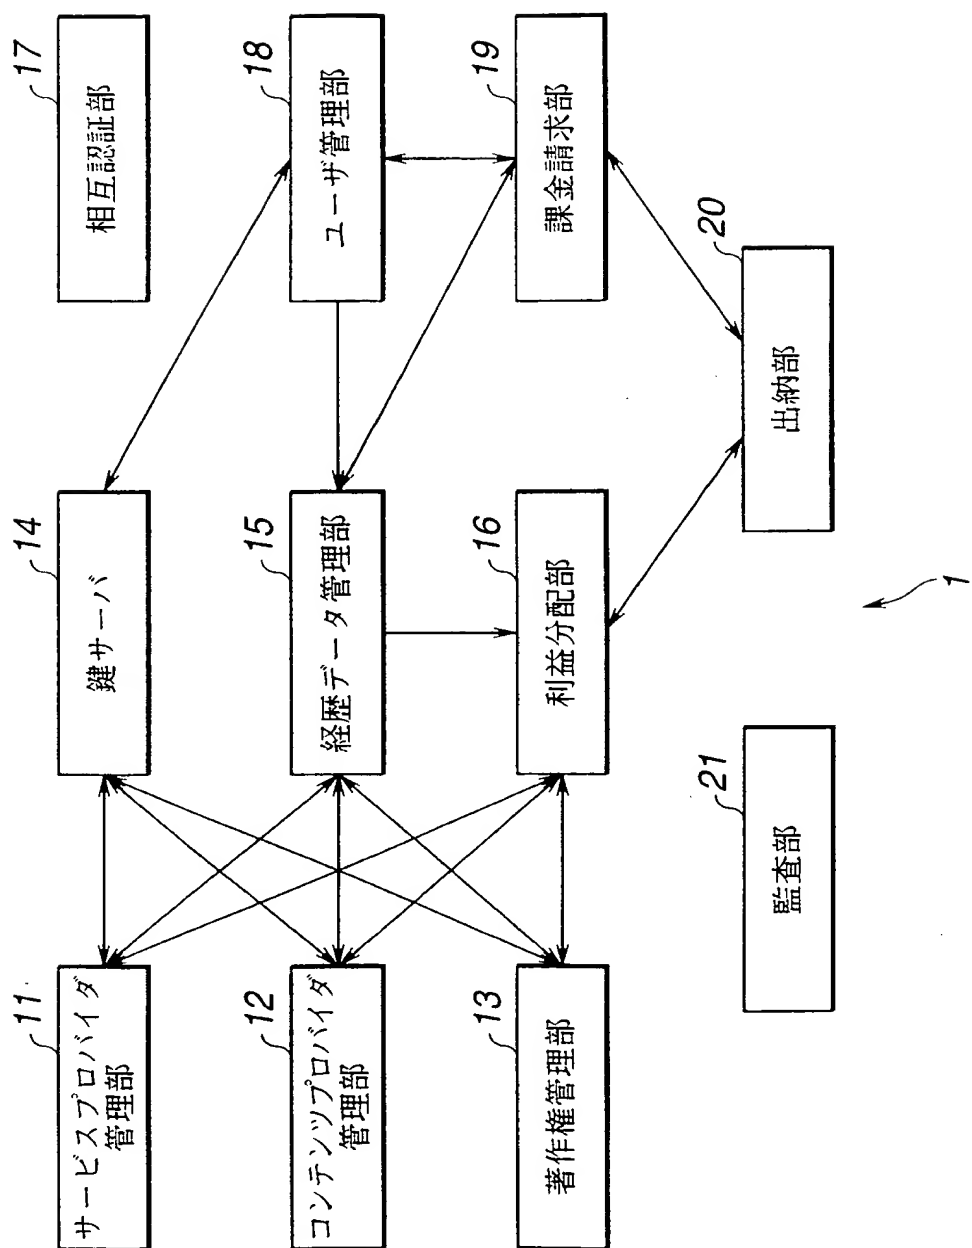 11
サービスプロバイダ
管理部
12
コンテンツプロバイダ
管理部
13
著作権管理部
14
鍵サーバ
15
経歴データ管理部
16
利益分配部
17
相互認証部
18
ユーザ管理部
19
課金請求部
20
出納部
21
監査部
1